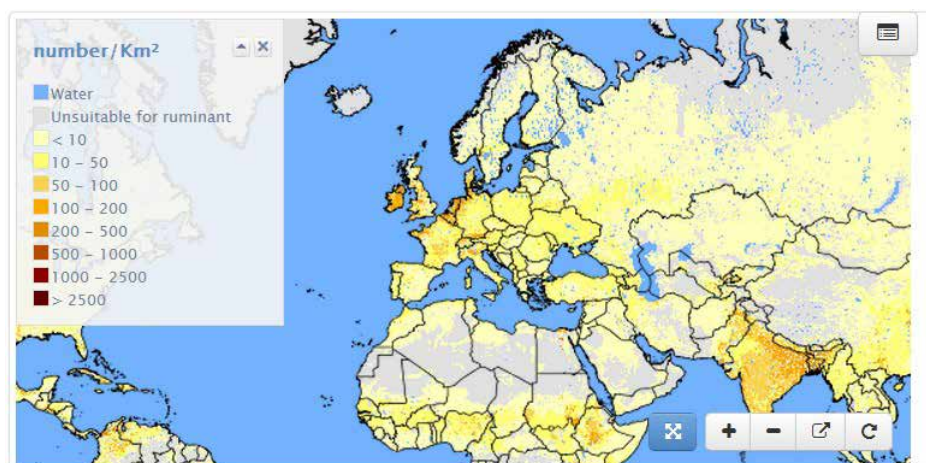 number/Km²
Water
Unsuitable for ruminant
< 10
10 – 50
50 – 100
100 – 200
200 – 500
500 – 1000
1000 – 2500
> 2500